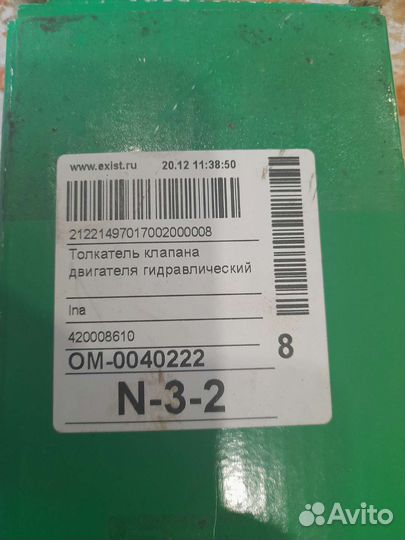 www.exist.ru 20.12 11:38:50
21221497017002000008
Толкатель клапана
двигателя гидравлический
Ina
420008610
OM-0040222
8
N-3-2
Avito